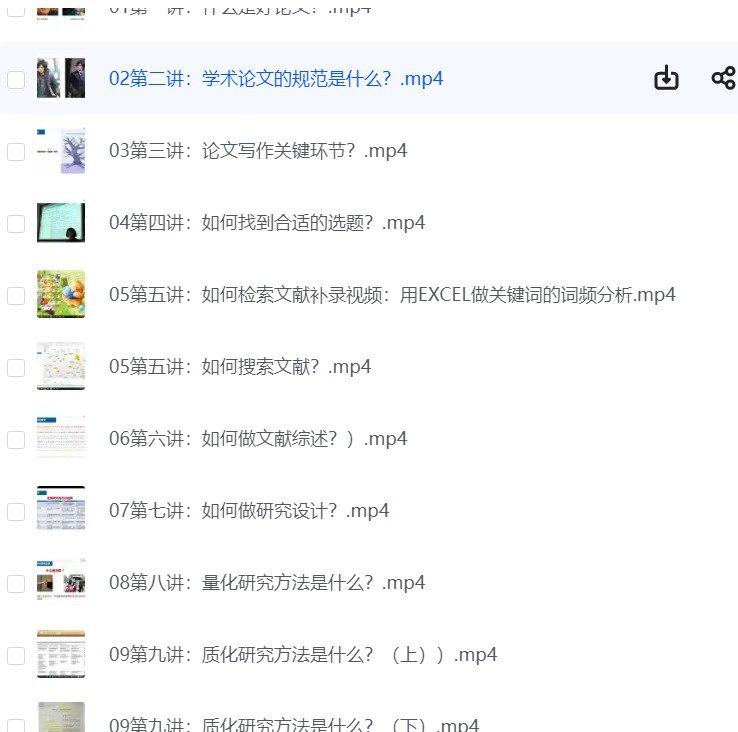 01第一讲：什么是好论文？.mp4
02第二讲：学术论文的规范是什么？.mp4
03第三讲：论文写作关键环节？.mp4
04第四讲：如何找到合适的选题？.mp4
05第五讲：如何检索文献补录视频：用EXCEL做关键词的词频分析.mp4
05第五讲：如何搜索文献？.mp4
06第六讲：如何做文献综述？）.mp4
07第七讲：如何做研究设计？.mp4
08第八讲：量化研究方法是什么？.mp4
09第九讲：质化研究方法是什么？（上））.mp4
09第九讲：质化研究方法是什么？（下）.mp4